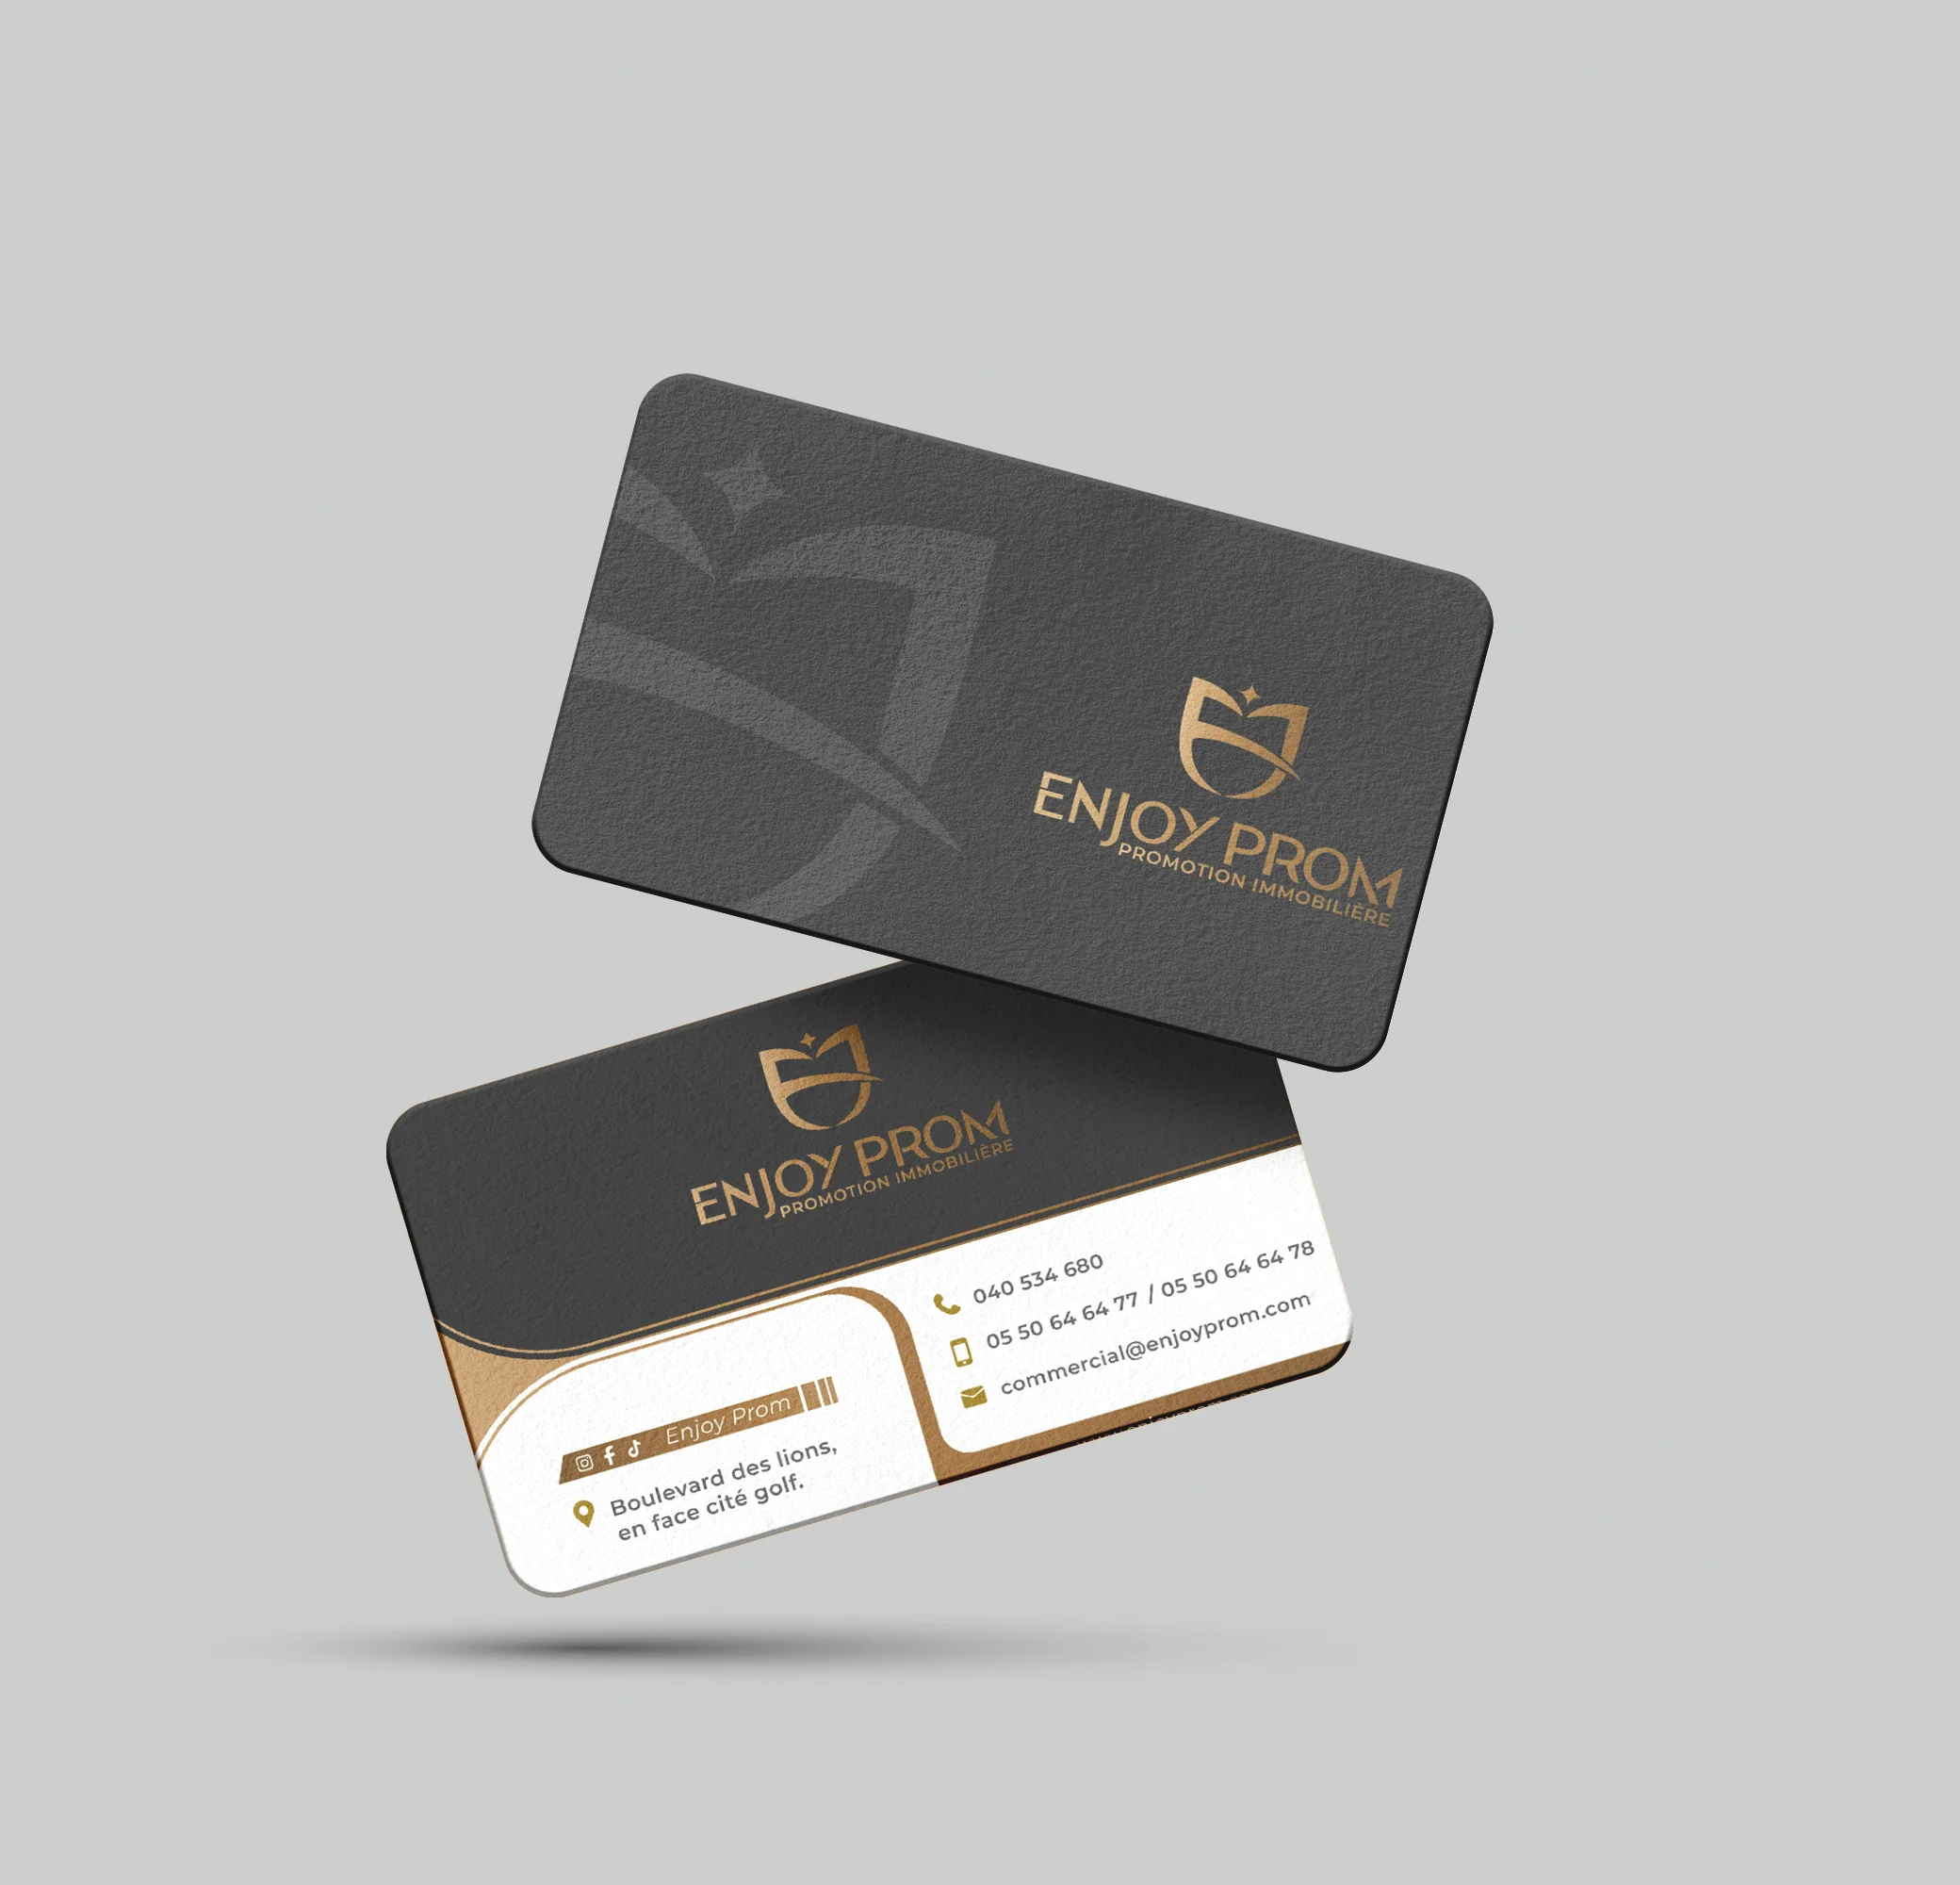 ENJOY PROM
PROMOTION IMMOBILIÈRE
ENJOY PROM
PROMOTION IMMOBILIÈRE
040 534 680
05 50 64 64 77 / 05 50 64 64 78
commercial@enjoyprom.com
Enjoy Prom
Boulevard des lions,
en face cité golf.